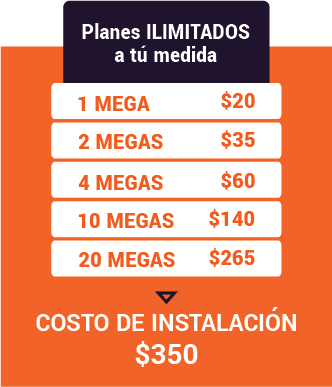 Planes ILIMITADOS
a tú medida
1 MEGA $20
2 MEGAS $35
4 MEGAS $60
10 MEGAS $140
20 MEGAS $265
COSTO DE INSTALACIÓN
$350